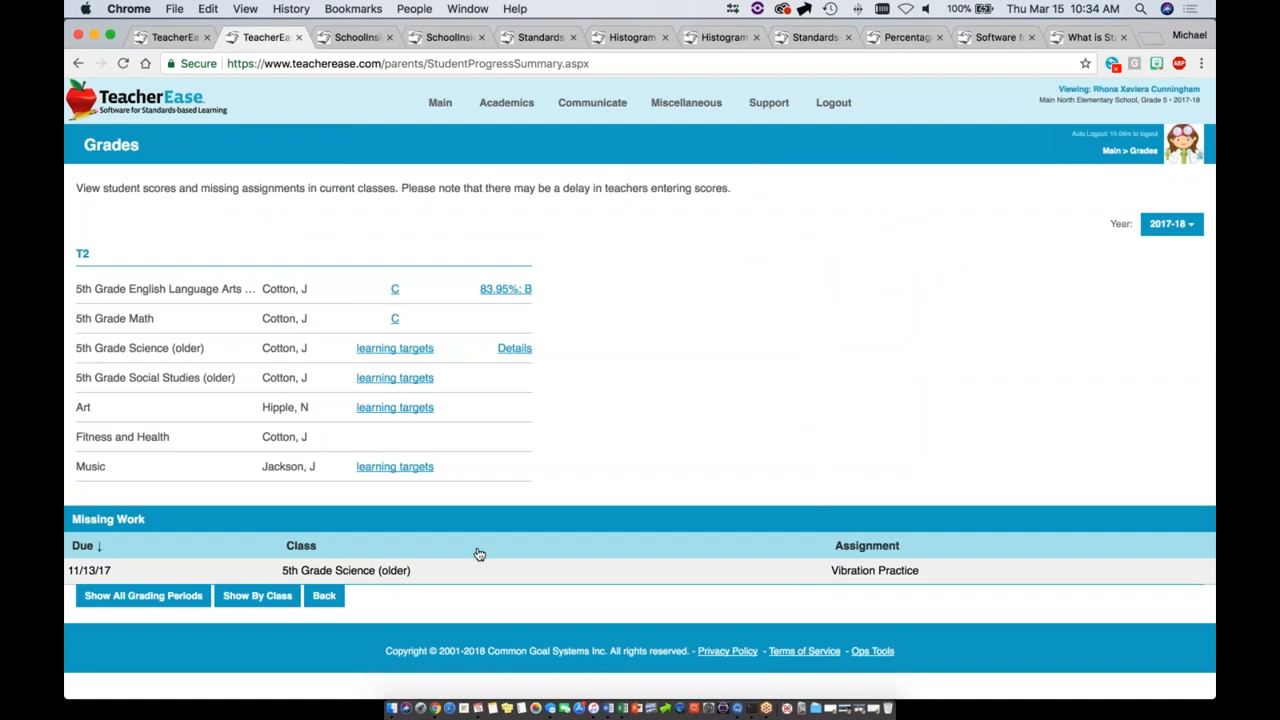 Chrome File Edit View History Bookmarks People Window Help 100% Thu Mar 15 10:34 AM
TeacherEa TeacherEa SchoolInsi SchoolInsi Standards Histogram Histogram Standards- Percentag Software f What is St Michael
Secure https://www.teacherease.com/parents/StudentProgressSummary.aspx
TeacherEase
Software for Standards-based Learning
Main Academics Communicate Miscellaneous Support Logout
Viewing: Rhona Xaviera Cunningham
Main North Elementary School, Grade 5 • 2017-18
Grades
Auto Logout: 1h 04m to logout
Main > Grades
View student scores and missing assignments in current classes. Please note that there may be a delay in teachers entering scores.
Year: 2017-18
T2
5th Grade English Language Arts ... Cotton, J C 83.95%: B
5th Grade Math Cotton, J C
5th Grade Science (older) Cotton, J learning targets Details
5th Grade Social Studies (older) Cotton, J learning targets
Art Hipple, N learning targets
Fitness and Health Cotton, J
Music Jackson, J learning targets
Missing Work
Due ↓ Class Assignment
11/13/17 5th Grade Science (older) Vibration Practice
Show All Grading Periods Show By Class Back
Copyright © 2001-2018 Common Goal Systems Inc. All rights reserved. - Privacy Policy - Terms of Service - Ops Tools